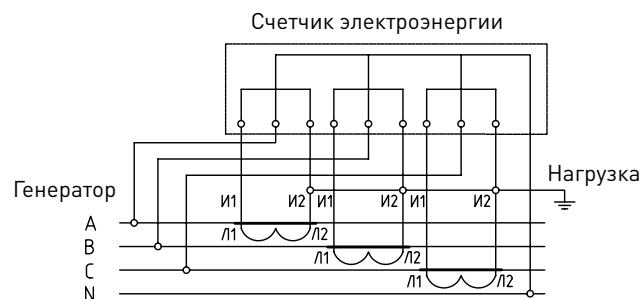 Счетчик электроэнергии
Нагрузка
Генератор
И1 И2 И1 И2 И1 И2
A
Л1 Л2
B
Л1 Л2
C
Л1 Л2
N